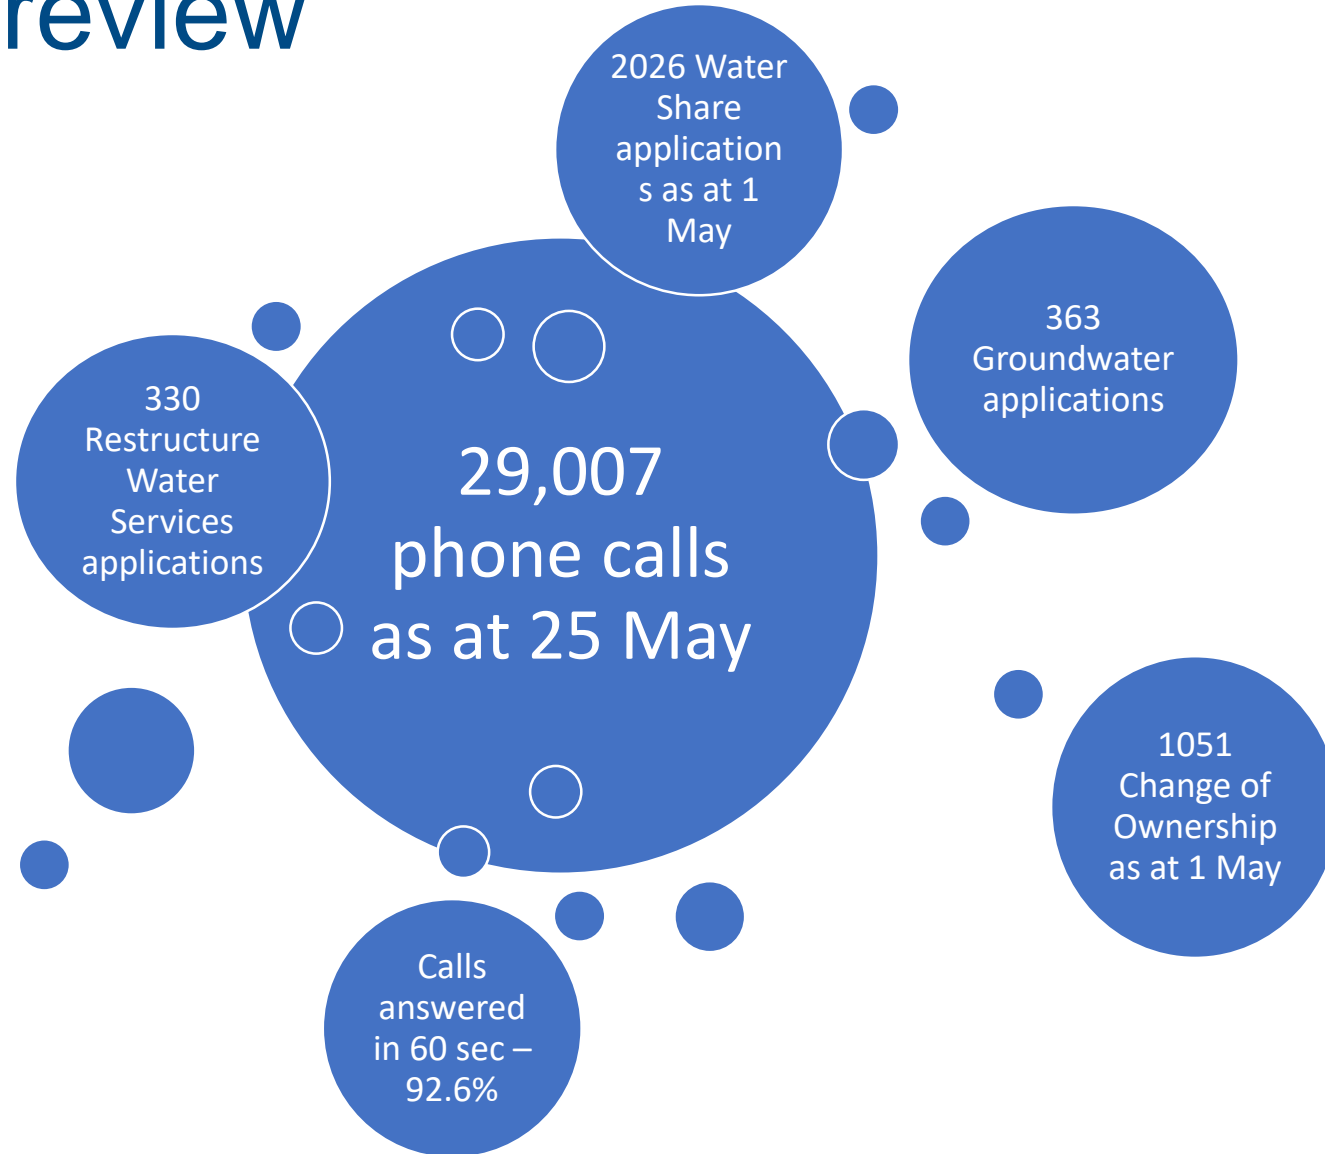 review
2026 Water
Share
application
s as at 1
May
363
Groundwater
applications
330
Restructure
Water
Services
applications
29,007
phone calls
as at 25 May
1051
Change of
Ownership
as at 1 May
Calls
answered
in 60 sec –
92.6%